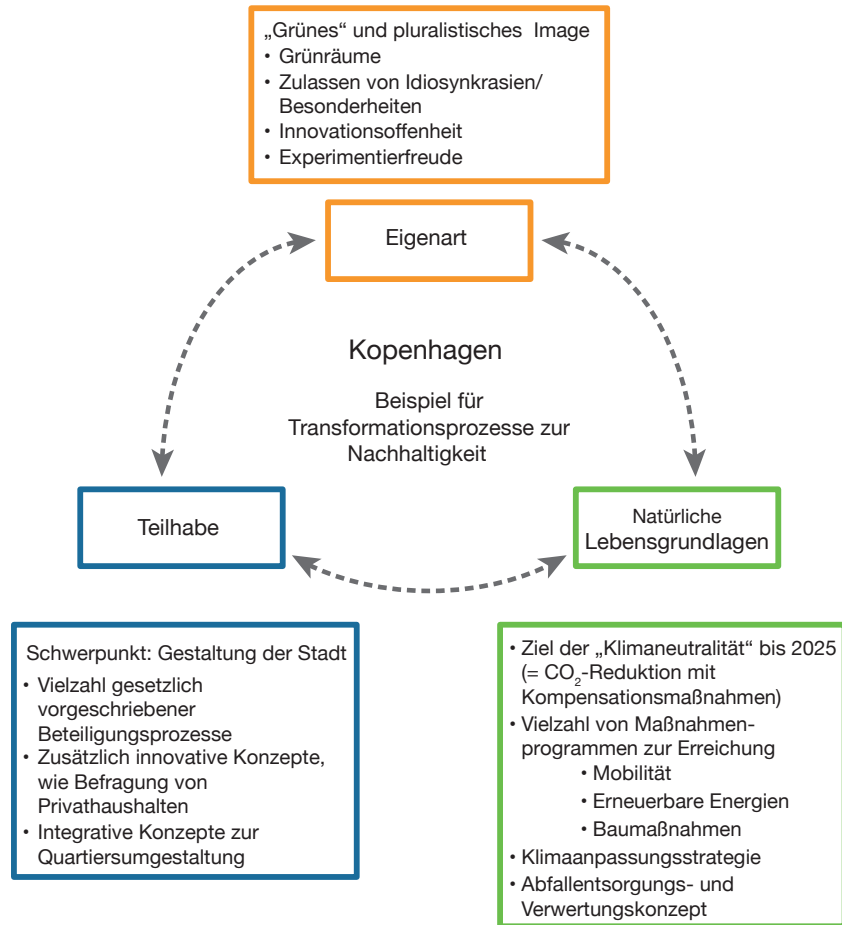 „Grünes“ und pluralistisches Image
• Grünräume
• Zulassen von Idiosynkrasien/
Besonderheiten
• Innovationsoffenheit
• Experimentierfreude
Eigenart
Kopenhagen
Beispiel für
Transformationsprozesse zur
Nachhaltigkeit
Teilhabe
Natürliche
Lebensgrundlagen
Schwerpunkt: Gestaltung der Stadt
• Vielzahl gesetzlich
vorgeschriebener
Beteiligungsprozesse
• Zusätzlich innovative Konzepte,
wie Befragung von
Privathaushalten
• Integrative Konzepte zur
Quartiersumgestaltung
• Ziel der „Klimaneutralität“ bis 2025
(= CO₂-Reduktion mit
Kompensationsmaßnahmen)
• Vielzahl von Maßnahmen-
programmen zur Erreichung
• Mobilität
• Erneuerbare Energien
• Baumaßnahmen
• Klimaanpassungsstrategie
• Abfallentsorgungs- und
Verwertungskonzept